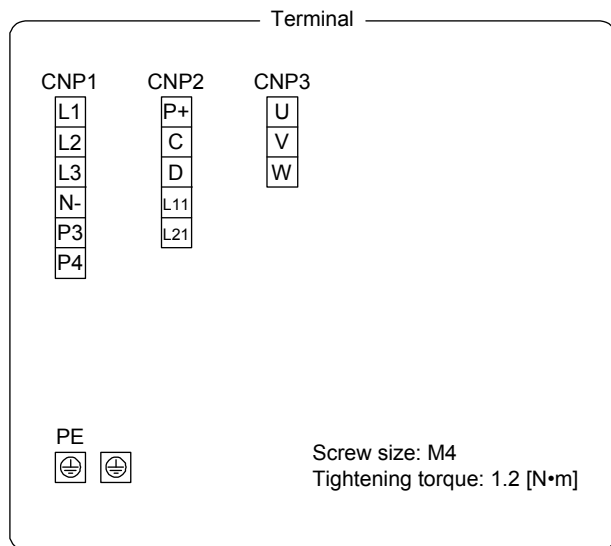 Terminal
CNP1
L1
L2
L3
N-
P3
P4
CNP2
P+
C
D
L11
L21
CNP3
U
V
W
PE
Screw size: M4
Tightening torque: 1.2 [N•m]